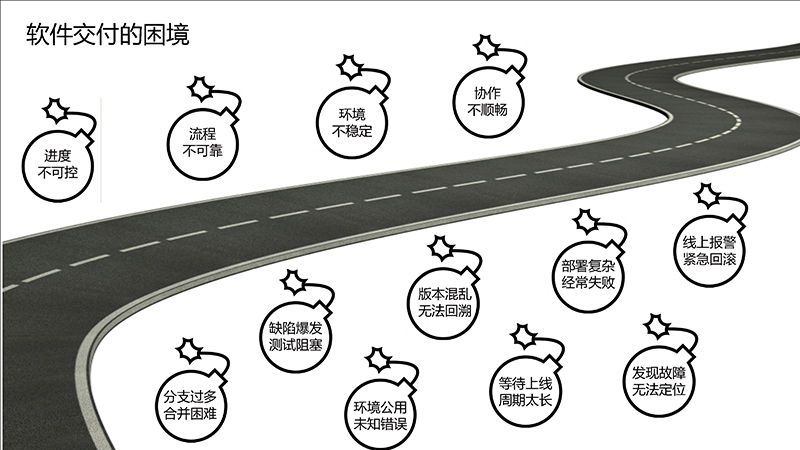 软件交付的困境
进度
不可控
流程
不可靠
环境
不稳定
协作
不顺畅
分支过多
合并困难
缺陷爆发
测试阻塞
环境公用
未知错误
版本混乱
无法回溯
等待上线
周期太长
部署复杂
经常失败
发现故障
无法定位
线上报警
紧急回滚